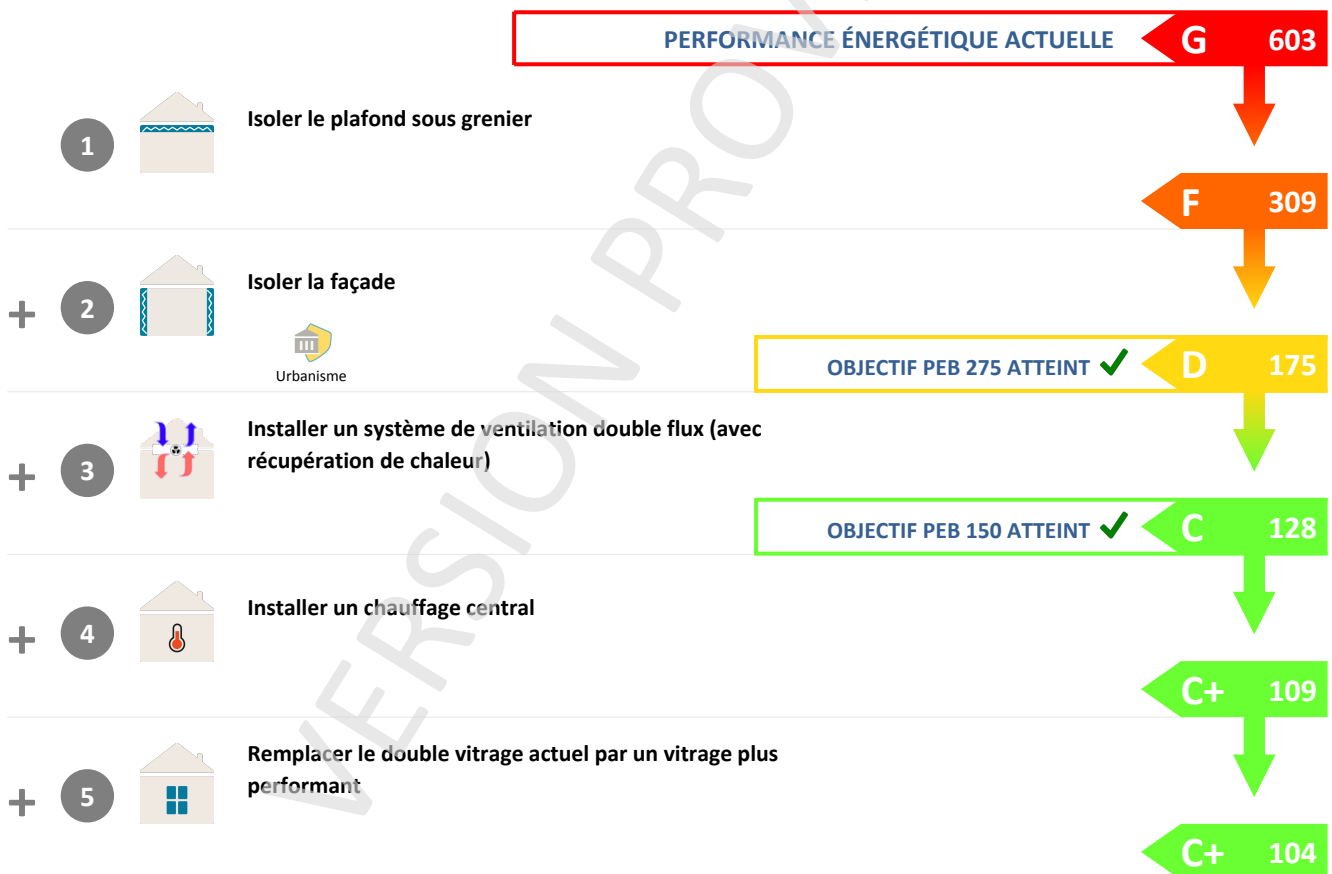 PERFORMANCE ÉNERGÉTIQUE ACTUELLE G 603
1 Isoler le plafond sous grenier
F 309
+ 2 Isoler la façade
Urbanisme
OBJECTIF PEB 275 ATTEINT ✓ D 175
+ 3 Installer un système de ventilation double flux (avec
récupération de chaleur)
OBJECTIF PEB 150 ATTEINT ✓ C 128
+ 4 Installer un chauffage central
C+ 109
+ 5 Remplacer le double vitrage actuel par un vitrage plus
performant
C+ 104
VERSION PROV